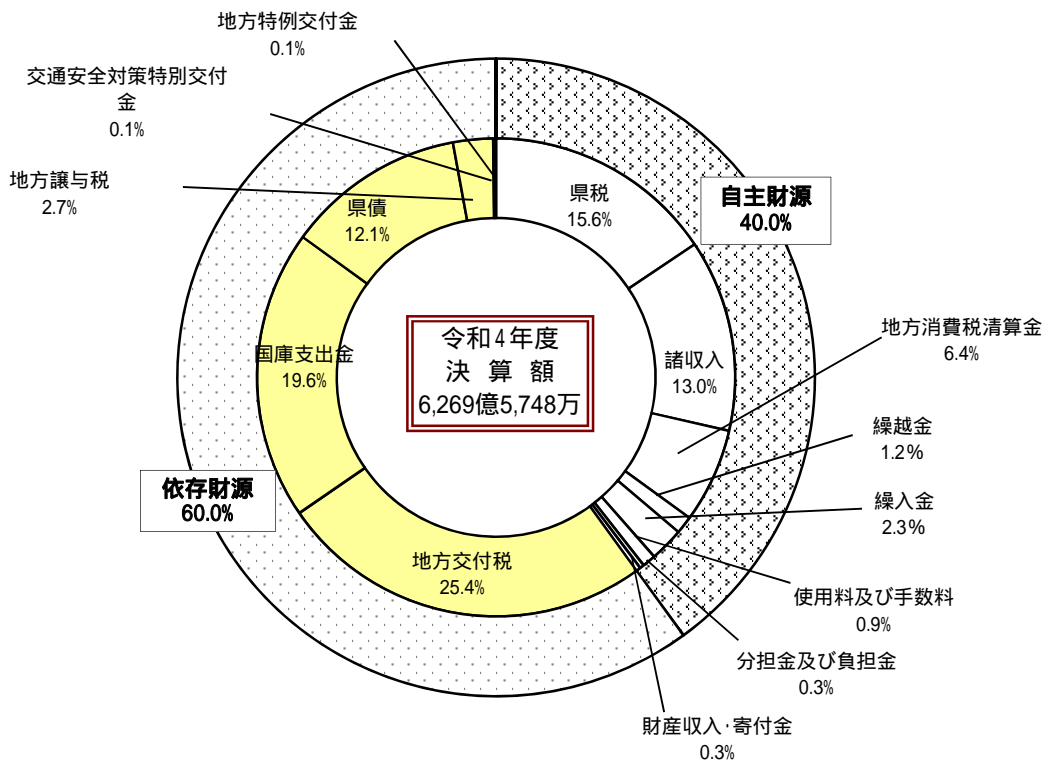 地方特例交付金
0.1%
交通安全対策特別交付
金
0.1%
地方譲与税
2.7%
県債
12.1%
県税
15.6%
自主財源
40.0%
地方消費税清算金
6.4%
国庫支出金
19.6%
令和4年度
決 算 額
6,269億5,748万
諸収入
13.0%
繰越金
1.2%
繰入金
2.3%
依存財源
60.0%
地方交付税
25.4%
使用料及び手数料
0.9%
分担金及び負担金
0.3%
財産収入･寄付金
0.3%